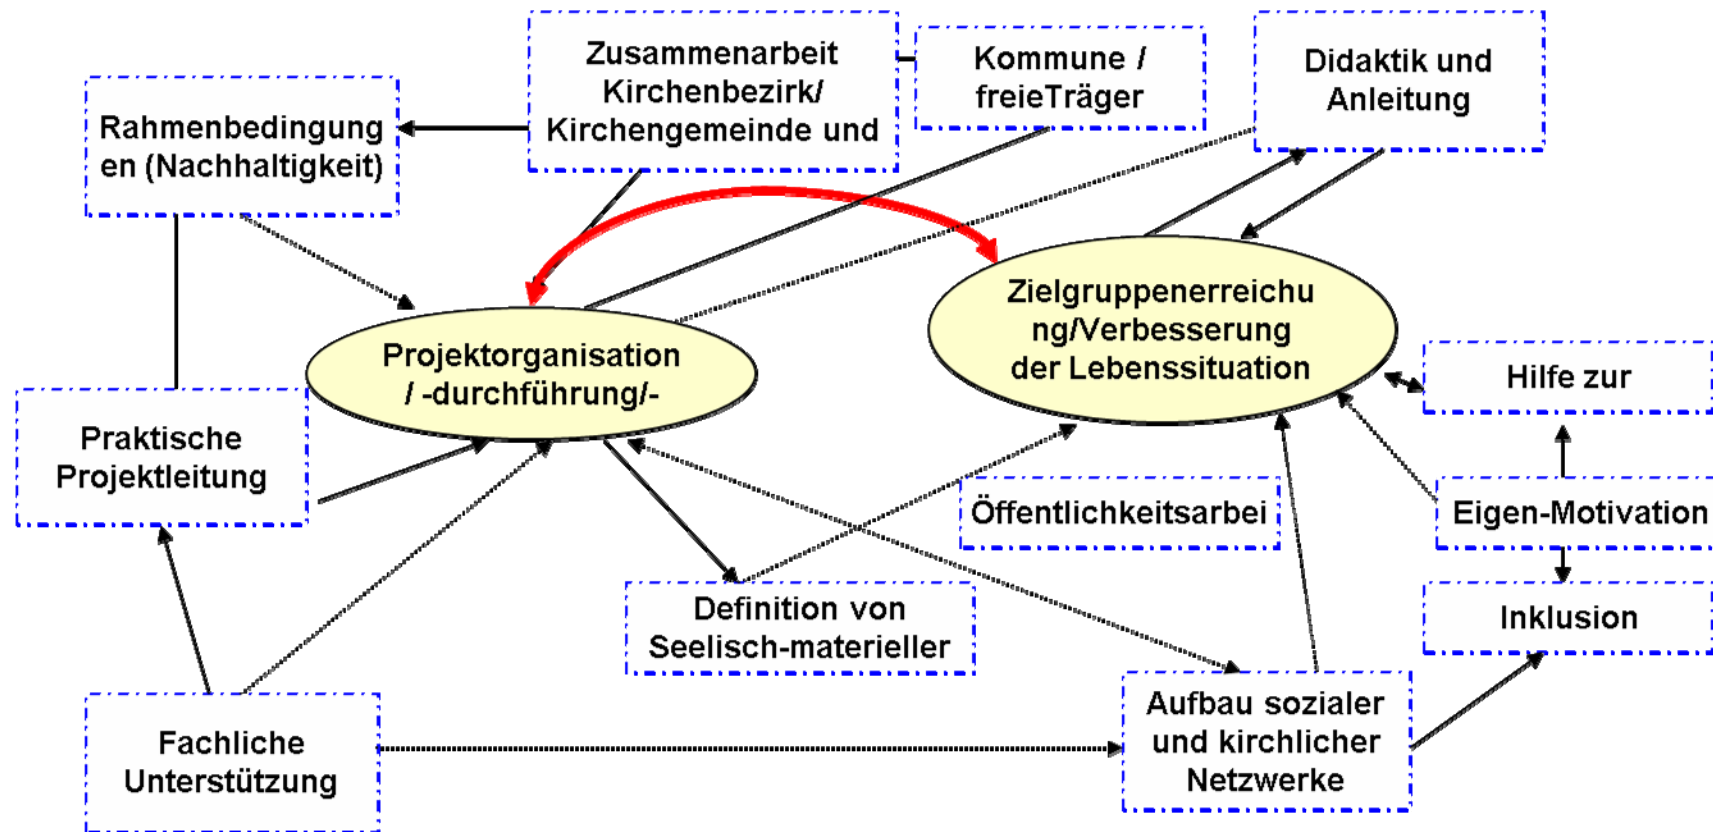 Zusammenarbeit
Kirchenbezirk/
Kirchengemeinde und
Kommune /
freieTräger
Didaktik und
Anleitung
Rahmenbedingung
en (Nachhaltigkeit)
Zielgruppenerreichu
ng/Verbesserung
der Lebenssituation
Projektorganisation
/ -durchführung/-
Hilfe zur
Praktische
Projektleitung
Öffentlichkeitsarbei
Eigen-Motivation
Definition von
Seelisch-materieller
Inklusion
Aufbau sozialer
und kirchlicher
Netzwerke
Fachliche
Unterstützung